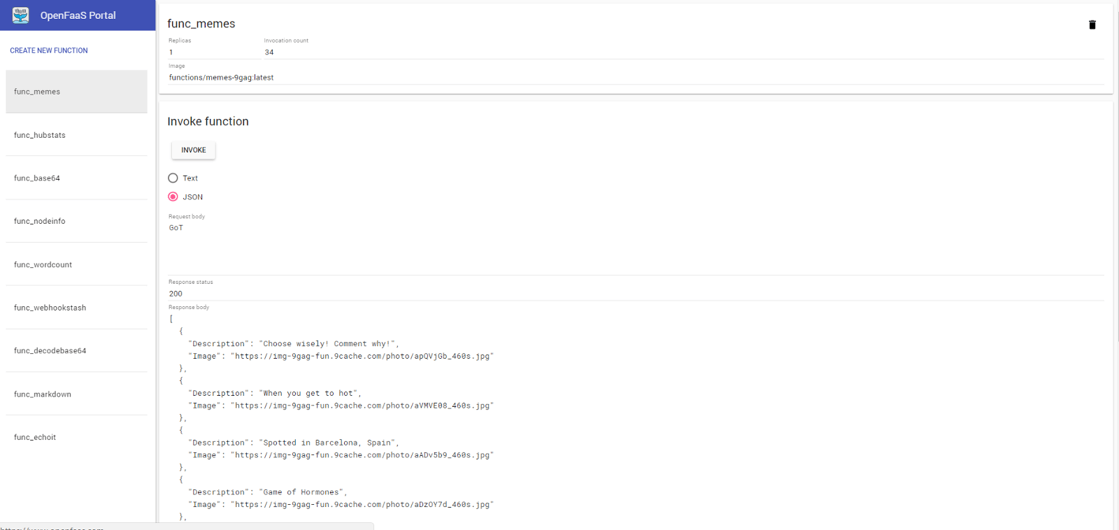 OpenFaaS Portal
CREATE NEW FUNCTION
func_memes
func_hubstats
func_base64
func_nodeinfo
func_wordcount
func_webhookstash
func_decodebase64
func_markdown
func_echoit
func_memes
Replicas Invocation count
1 34
Image
functions/memes-9gag:latest
Invoke function
INVOKE
Text
JSON
Request body
GoT
Response status
200
Response body
[
{
"Description": "Choose wisely! Comment why!",
"Image": "https://img-9gag-fun.9cache.com/photo/apQVjGb_460s.jpg"
},
{
"Description": "When you get to hot",
"Image": "https://img-9gag-fun.9cache.com/photo/aVMVE08_460s.jpg"
},
{
"Description": "Spotted in Barcelona, Spain",
"Image": "https://img-9gag-fun.9cache.com/photo/aADv5b9_460s.jpg"
},
{
"Description": "Game of Hormones",
"Image": "https://img-9gag-fun.9cache.com/photo/aDzOY7d_460s.jpg"
},